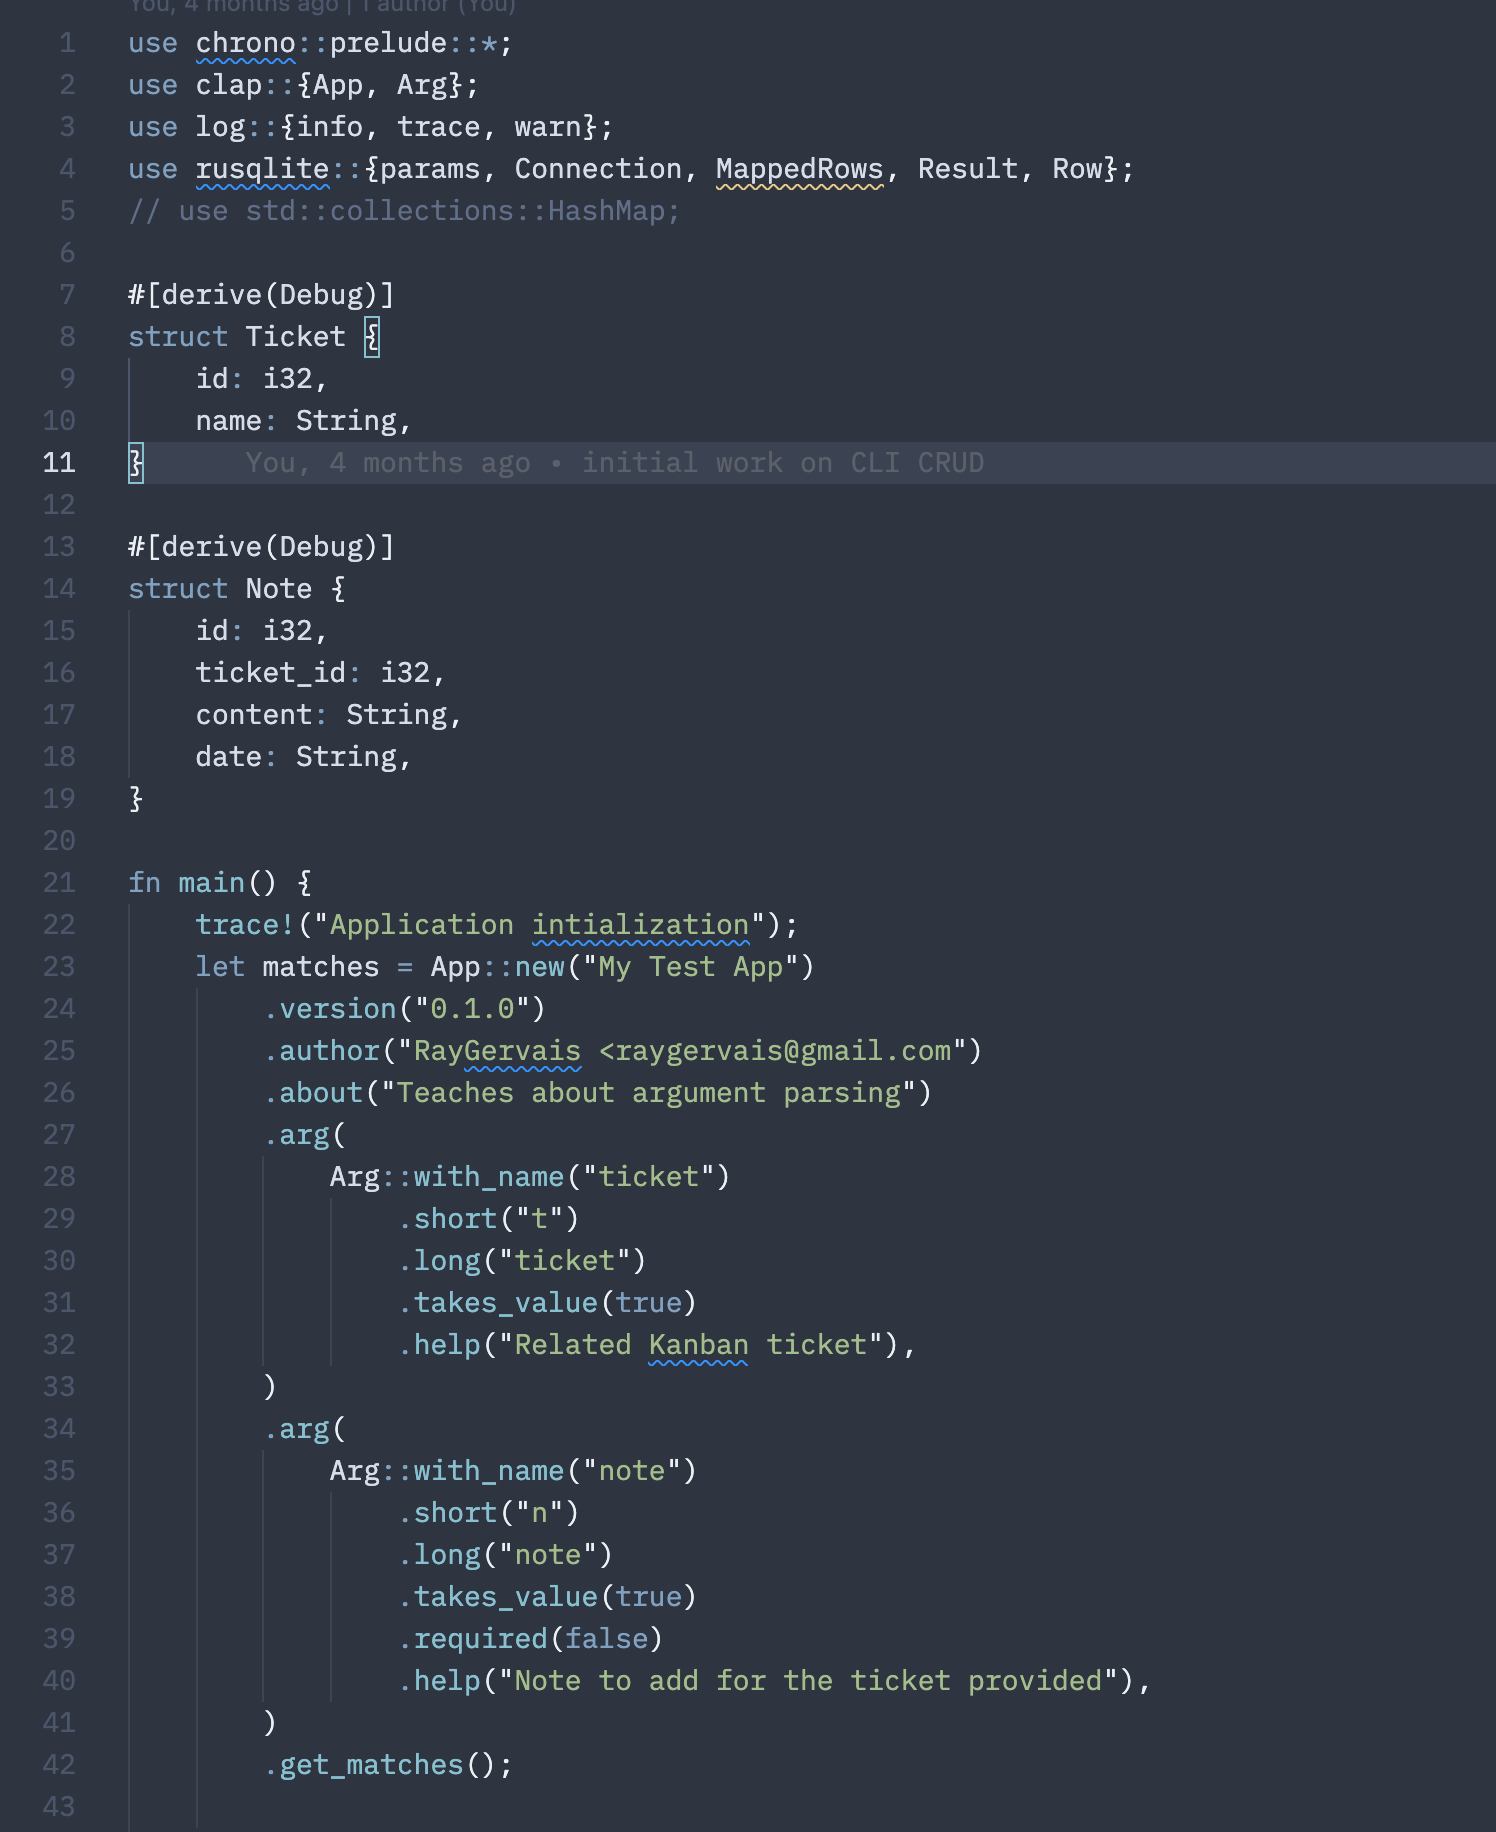 You, 4 months ago | 1 author (You)
1 use chrono::prelude::*;
2 use clap::{App, Arg};
3 use log::{info, trace, warn};
4 use rusqlite::{params, Connection, MappedRows, Result, Row};
5 // use std::collections::HashMap;
6
7 #[derive(Debug)]
8 struct Ticket {
9     id: i32,
10     name: String,
11 }      You, 4 months ago • initial work on CLI CRUD
12
13 #[derive(Debug)]
14 struct Note {
15     id: i32,
16     ticket_id: i32,
17     content: String,
18     date: String,
19 }
20
21 fn main() {
22     trace!("Application intialization");
23     let matches = App::new("My Test App")
24         .version("0.1.0")
25         .author("RayGervais <raygervais@gmail.com")
26         .about("Teaches about argument parsing")
27         .arg(
28             Arg::with_name("ticket")
29                 .short("t")
30                 .long("ticket")
31                 .takes_value(true)
32                 .help("Related Kanban ticket"),
33         )
34         .arg(
35             Arg::with_name("note")
36                 .short("n")
37                 .long("note")
38                 .takes_value(true)
39                 .required(false)
40                 .help("Note to add for the ticket provided"),
41         )
42         .get_matches();
43